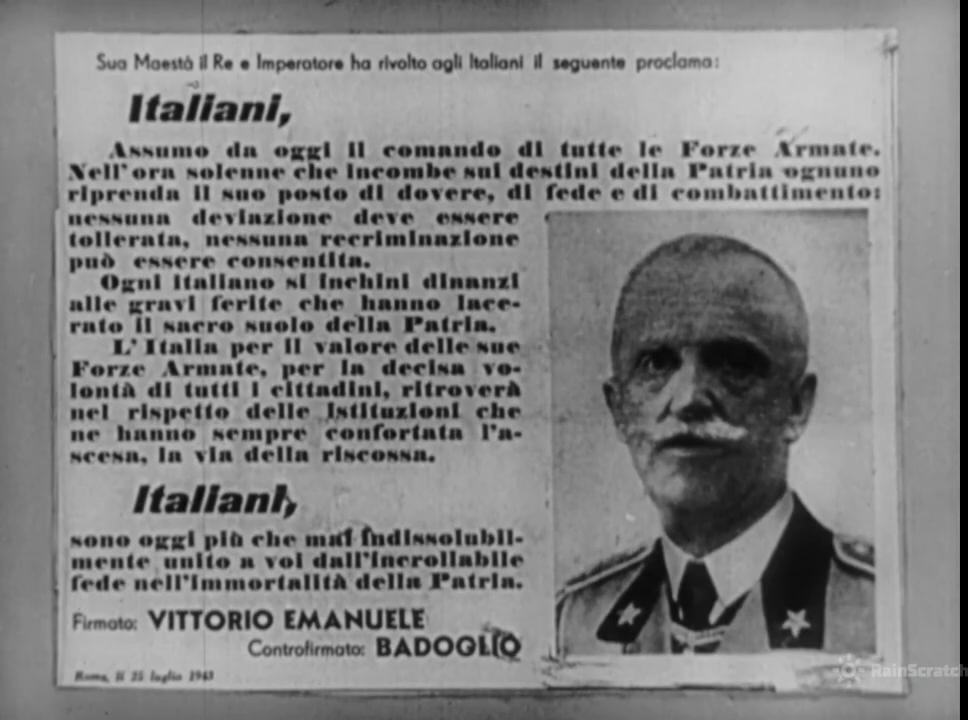 Sua Maestà il Re e Imperatore ha rivolto agli Italiani il seguente proclama:
Italiani,
Assumo da oggi il comando di tutte le Forze Armate.
Nell'ora solenne che incombe sui destini della Patria ognuno
riprenda il suo posto di dovere, di fede e di combattimento:
nessuna deviazione deve essere
tollerata, nessuna recriminazione
può essere consentita.
Ogni italiano si inchini dinanzi
alle gravi ferite che hanno lace-
rato il sacro suolo della Patria.
L'Italia per il valore delle sue
Forze Armate, per la decisa vo-
lontà di tutti i cittadini, ritroverà
nel rispetto delle istituzioni che
ne hanno sempre confortata l'a-
scesa, la via della riscossa.
Italiani,
sono oggi più che mai indissolubil-
mente unito a voi dall'incrollabile
fede nell'immortalità della Patria.
Firmato: VITTORIO EMANUELE
Controfirmato: BADOGLIO
Roma, li 25 luglio 1943
RainScratch